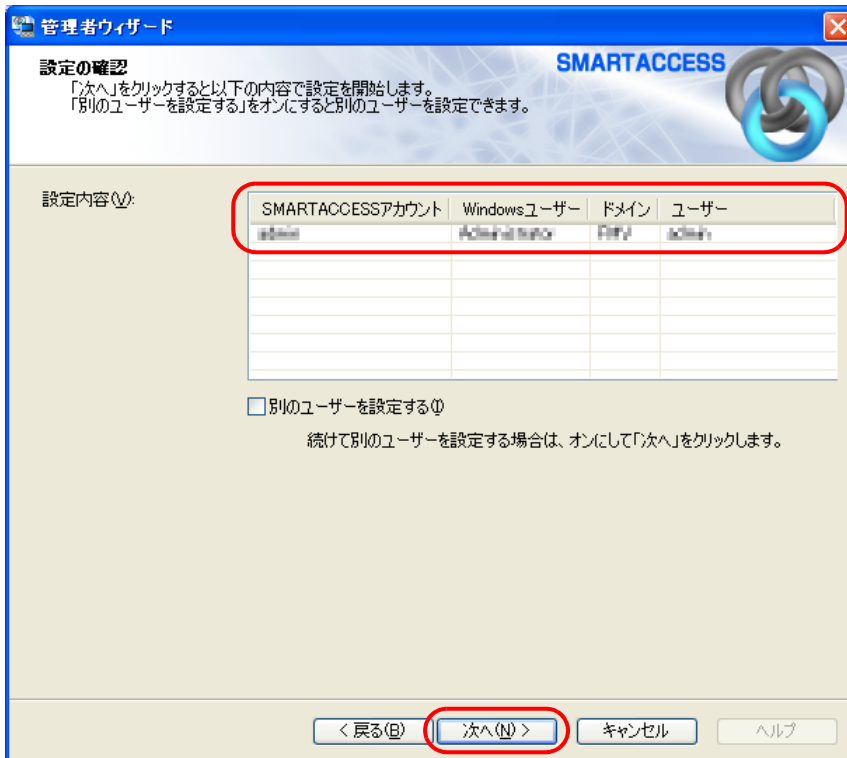 管理者ウィザード
設定の確認
「次へ」をクリックすると以下の内容で設定を開始します。
「別のユーザーを設定する」をオンにすると別のユーザーを設定できます。
SMARTACCESS
設定内容(V):
SMARTACCESSアカウント Windowsユーザー ドメイン ユーザー
別のユーザーを設定する(I)
続けて別のユーザーを設定する場合は、オンにして「次へ」をクリックします。
< 戻る(B) 次へ(N) > キャンセル ヘルプ